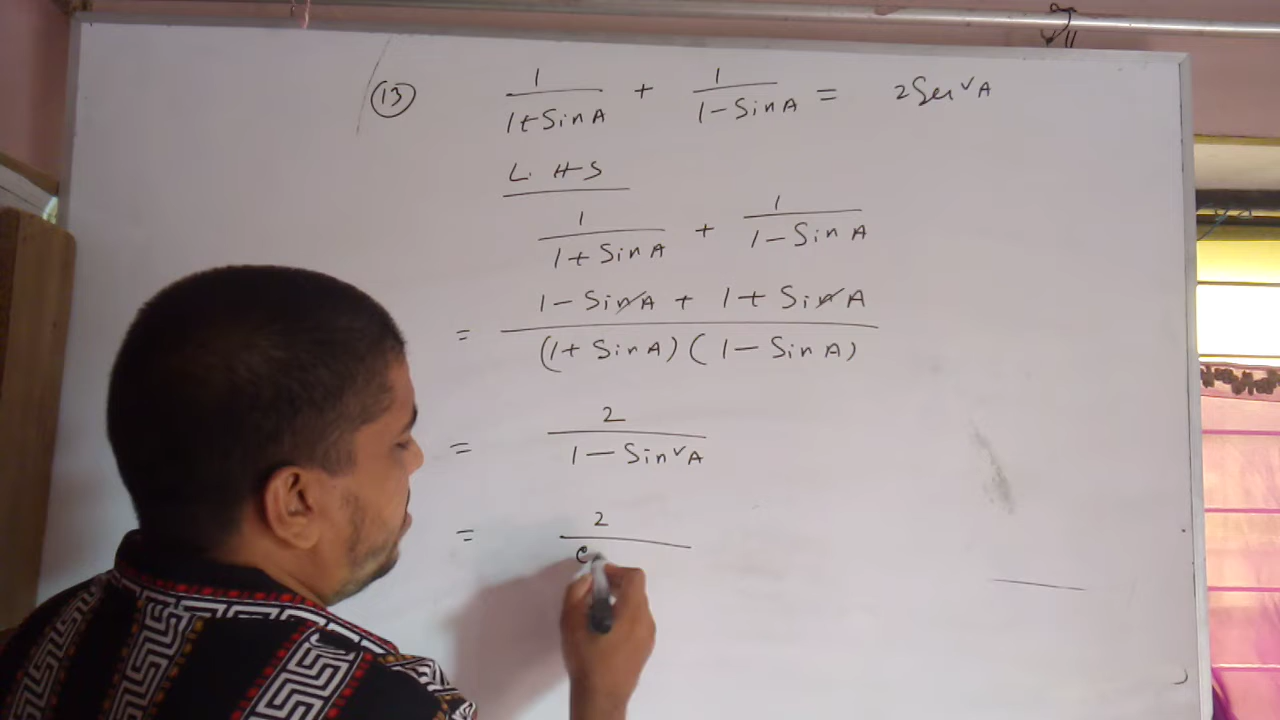 (13) 1/(1+SinA) + 1/(1-SinA) = 2Sec²A
L.H.S
1/(1+SinA) + 1/(1-SinA)
= (1-SinA + 1+SinA)/((1+SinA)(1-SinA))
= 2/(1-Sin²A)
= 2/